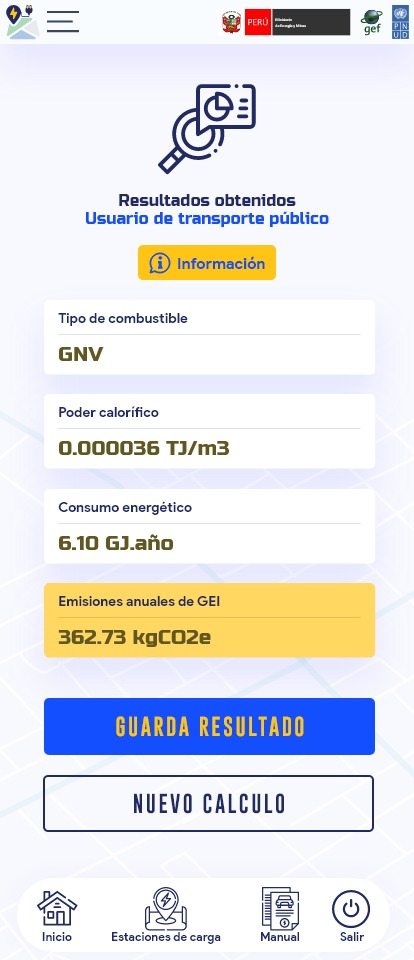 PERÚ
Ministerio
de Energía y Minas
gef
P N
U D
Resultados obtenidos
Usuario de transporte público
Información
Tipo de combustible
GNV
Poder calorífico
0.000036 TJ/m3
Consumo energético
6.10 GJ.año
Emisiones anuales de GEI
362.73 kgCO2e
GUARDA RESULTADO
NUEVO CALCULO
Inicio
Estaciones de carga
Manual
Salir